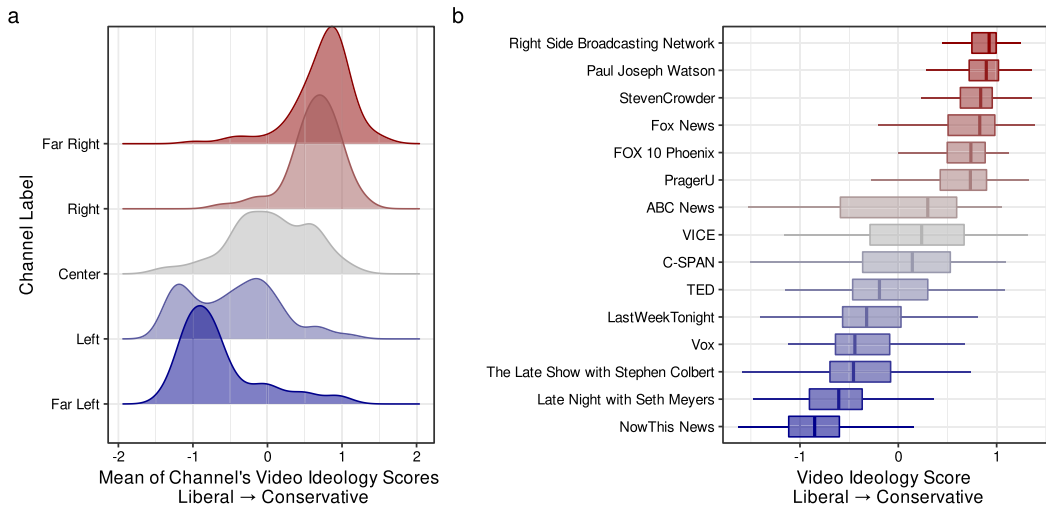 a
Channel Label
Far Right
Right
Center
Left
Far Left
-2 -1 0 1 2
Mean of Channel's Video Ideology Scores
Liberal → Conservative
b
Right Side Broadcasting Network
Paul Joseph Watson
StevenCrowder
Fox News
FOX 10 Phoenix
PragerU
ABC News
VICE
C-SPAN
TED
LastWeekTonight
Vox
The Late Show with Stephen Colbert
Late Night with Seth Meyers
NowThis News
-1 0 1
Video Ideology Score
Liberal → Conservative